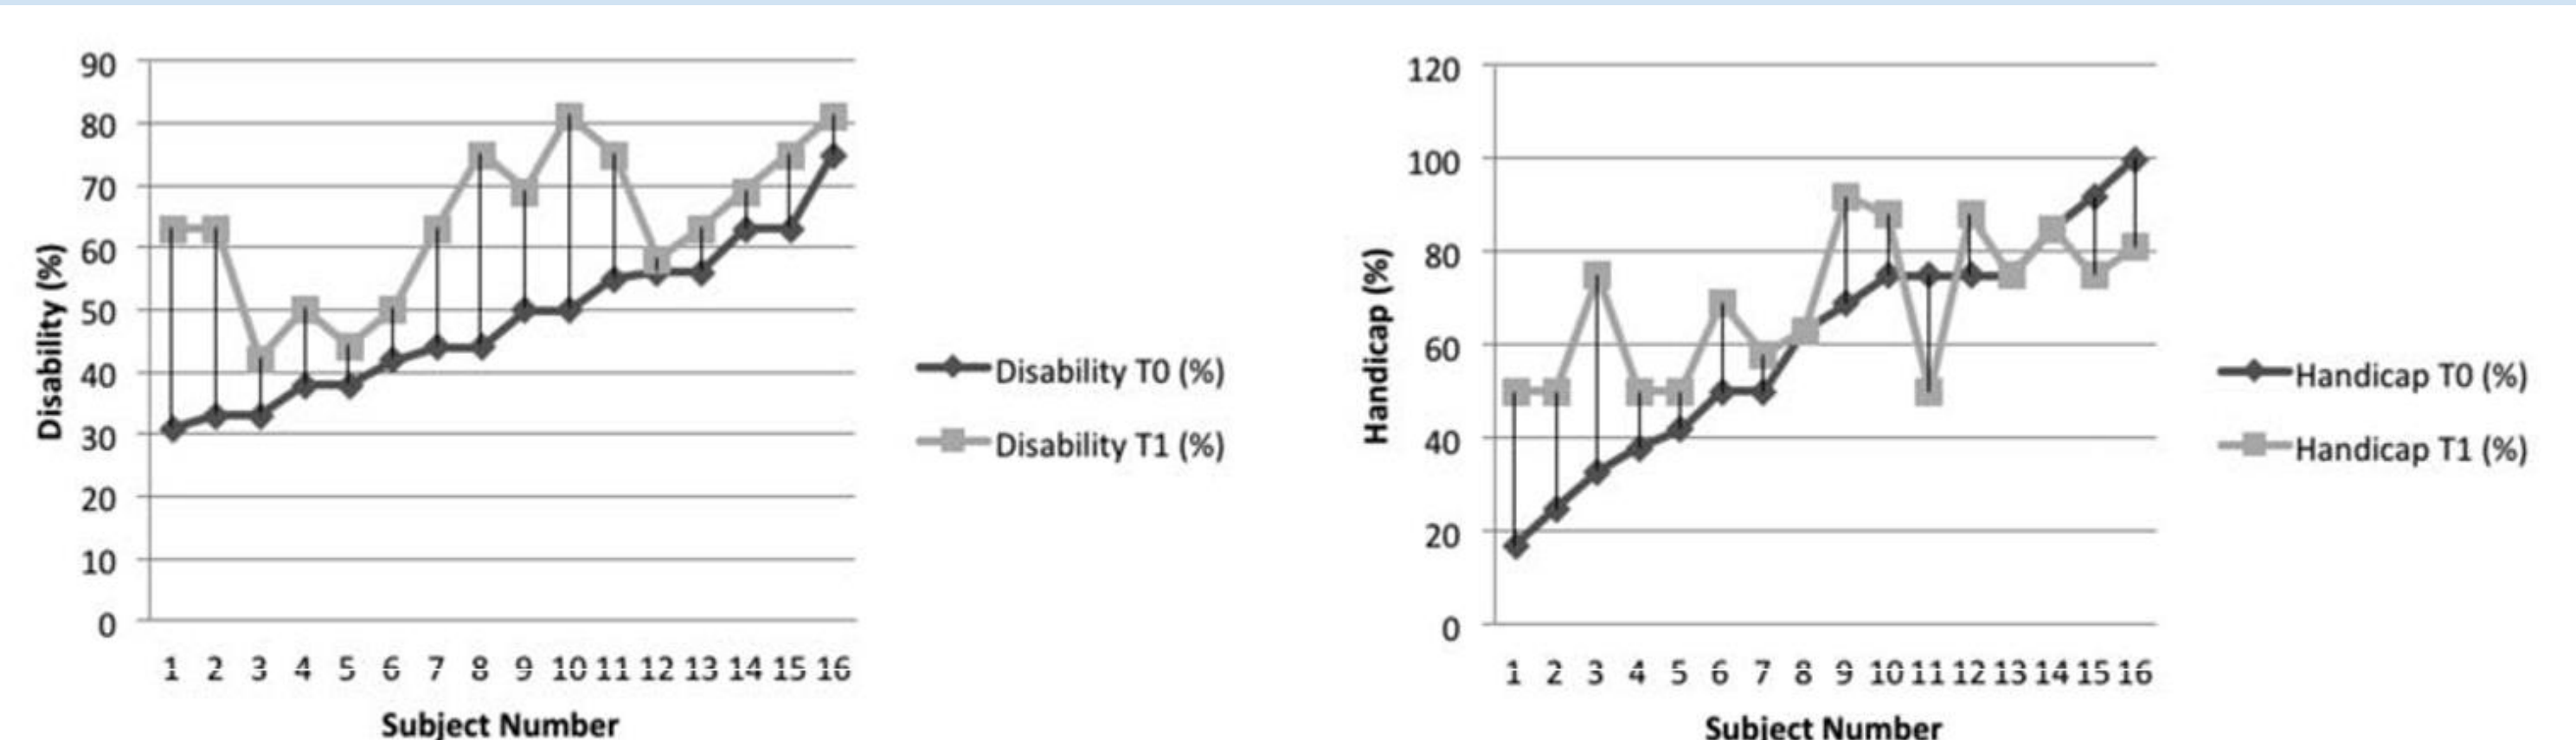 90
80
70
60
50
40
30
20
10
0
Disability (%)
1 2 3 4 5 6 7 8 9 10 11 12 13 14 15 16
Subject Number
Disability T0 (%)
Disability T1 (%)
120
100
80
60
40
20
0
Handicap (%)
1 2 3 4 5 6 7 8 9 10 11 12 13 14 15 16
Subject Number
Handicap T0 (%)
Handicap T1 (%)